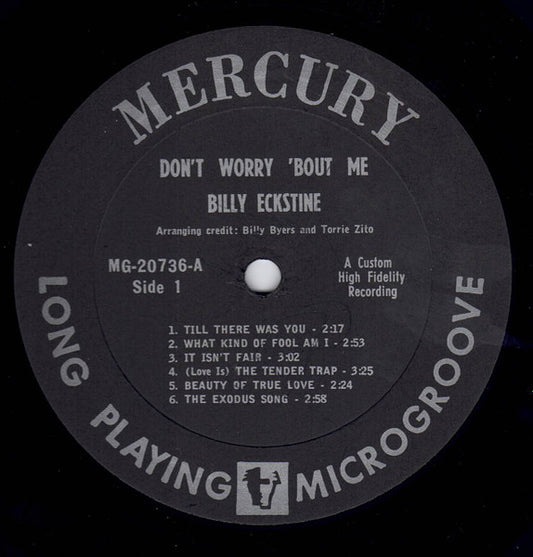 MERCURY
DON'T WORRY 'BOUT ME
BILLY ECKSTINE
Arranging credit: Billy Byers and Torrie Zito
MG-20736-A
Side 1
A Custom
High Fidelity
Recording
1. TILL THERE WAS YOU - 2:17
2. WHAT KIND OF FOOL AM I - 2:53
3. IT ISN'T FAIR - 3:02
4. (Love Is) THE TENDER TRAP - 3:25
5. BEAUTY OF TRUE LOVE - 2:24
6. THE EXODUS SONG - 2:58
LONG PLAYING MICROGROOVE